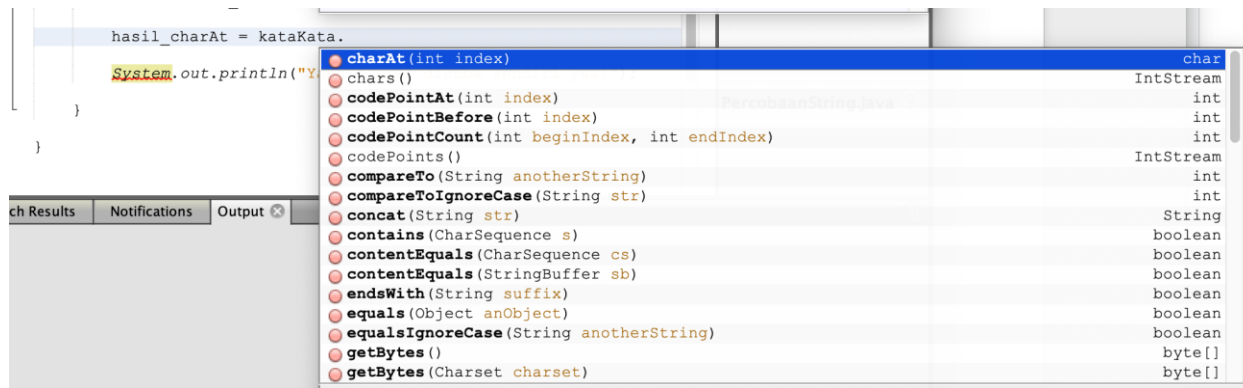 hasil_charAt = kataKata.
System.out.println("Y
}
}
ch Results Notifications Output
charAt(int index) char
chars() IntStream
codePointAt(int index) int
codePointBefore(int index) int
codePointCount(int beginIndex, int endIndex) int
codePoints() IntStream
compareTo(String anotherString) int
compareToIgnoreCase(String str) int
concat(String str) String
contains(CharSequence s) boolean
contentEquals(CharSequence cs) boolean
contentEquals(StringBuffer sb) boolean
endsWith(String suffix) boolean
equals(Object anObject) boolean
equalsIgnoreCase(String anotherString) boolean
getBytes() byte[]
getBytes(Charset charset) byte[]
PercobaanString.java